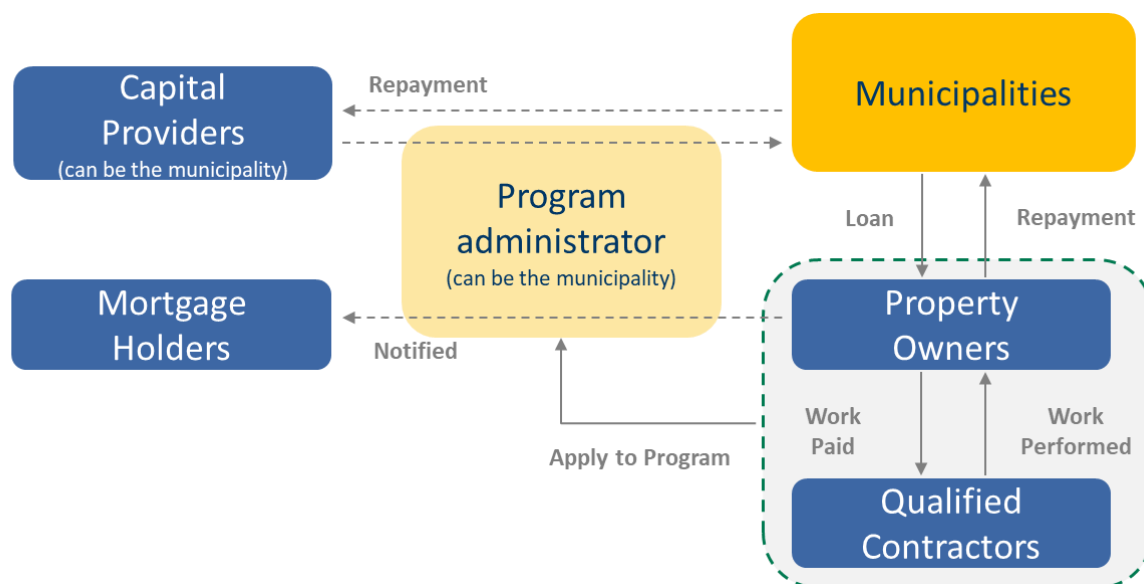 Capital
Providers
(can be the municipality)
Repayment
Municipalities
Program
administrator
(can be the municipality)
Loan
Repayment
Mortgage
Holders
Notified
Property
Owners
Apply to Program
Work
Paid
Work
Performed
Qualified
Contractors